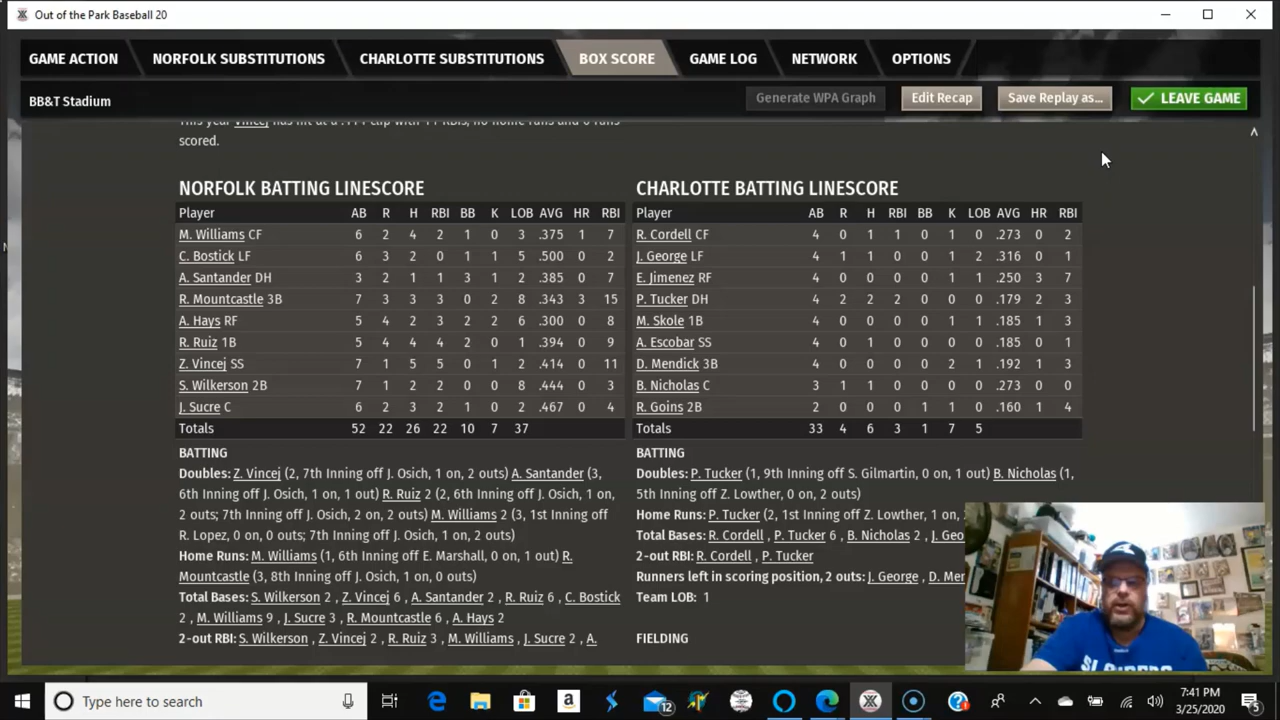 Out of the Park Baseball 20
GAME ACTION NORFOLK SUBSTITUTIONS CHARLOTTE SUBSTITUTIONS BOX SCORE GAME LOG NETWORK OPTIONS
BB&T Stadium Generate WPA Graph Edit Recap Save Replay as... LEAVE GAME
scored.
NORFOLK BATTING LINESCORE
Player AB R H RBI BB K LOB AVG HR RBI
M. Williams CF 6 2 4 2 1 0 3 .375 1 7
C. Bostick LF 6 3 2 0 1 1 5 .500 0 2
A. Santander DH 3 2 1 1 3 1 2 .385 0 7
R. Mountcastle 3B 7 3 3 3 0 2 8 .343 3 15
A. Hays RF 5 4 2 3 2 2 6 .300 0 8
R. Ruiz 1B 5 4 4 4 2 0 1 .394 0 9
Z. Vincej SS 7 1 5 5 0 1 2 .414 0 11
S. Wilkerson 2B 7 1 2 2 0 0 8 .444 0 3
J. Sucre C 6 2 3 2 1 0 2 .467 0 4
Totals 52 22 26 22 10 7 37
BATTING
Doubles: Z. Vincej (2, 7th Inning off J. Osich, 1 on, 2 outs) A. Santander (3,
6th Inning off J. Osich, 1 on, 1 out) R. Ruiz 2 (2, 6th Inning off J. Osich, 1 on,
2 outs; 7th Inning off J. Osich, 2 on, 2 outs) M. Williams 2 (3, 1st Inning off
R. Lopez, 0 on, 0 outs; 7th Inning off J. Osich, 1 on, 2 outs)
Home Runs: M. Williams (1, 6th Inning off E. Marshall, 0 on, 1 out) R.
Mountcastle (3, 8th Inning off J. Osich, 1 on, 0 outs)
Total Bases: S. Wilkerson 2 , Z. Vincej 6 , A. Santander 2 , R. Ruiz 6 , C. Bostick
2 , M. Williams 9 , J. Sucre 3 , R. Mountcastle 6 , A. Hays 2
2-out RBI: S. Wilkerson , Z. Vincej 2 , R. Ruiz 3 , M. Williams , J. Sucre 2 , A.
CHARLOTTE BATTING LINESCORE
Player AB R H RBI BB K LOB AVG HR RBI
R. Cordell CF 4 0 1 1 0 1 0 .273 0 2
J. George LF 4 1 1 0 0 1 2 .316 0 1
E. Jimenez RF 4 0 0 0 0 1 1 .250 3 7
P. Tucker DH 4 2 2 2 0 0 0 .179 2 3
M. Skole 1B 4 0 0 0 0 1 1 .185 1 3
A. Escobar SS 4 0 1 0 0 0 0 .185 0 1
D. Mendick 3B 4 0 0 0 0 2 1 .192 1 3
B. Nicholas C 3 1 1 0 0 0 0 .273 0 0
R. Goins 2B 2 0 0 0 1 1 0 .160 1 4
Totals 33 4 6 3 1 7 5
BATTING
Doubles: P. Tucker (1, 9th Inning off S. Gilmartin, 0 on, 1 out) B. Nicholas (1,
5th Inning off Z. Lowther, 0 on, 2 outs)
Home Runs: P. Tucker (2, 1st Inning off Z. Lowther, 1 on,
Total Bases: R. Cordell , P. Tucker 6 , B. Nicholas 2 , J. Geo
2-out RBI: R. Cordell , P. Tucker
Runners left in scoring position, 2 outs: J. George , D. Men
Team LOB: 1
FIELDING
Type here to search
12
7:41 PM
3/25/2020
5